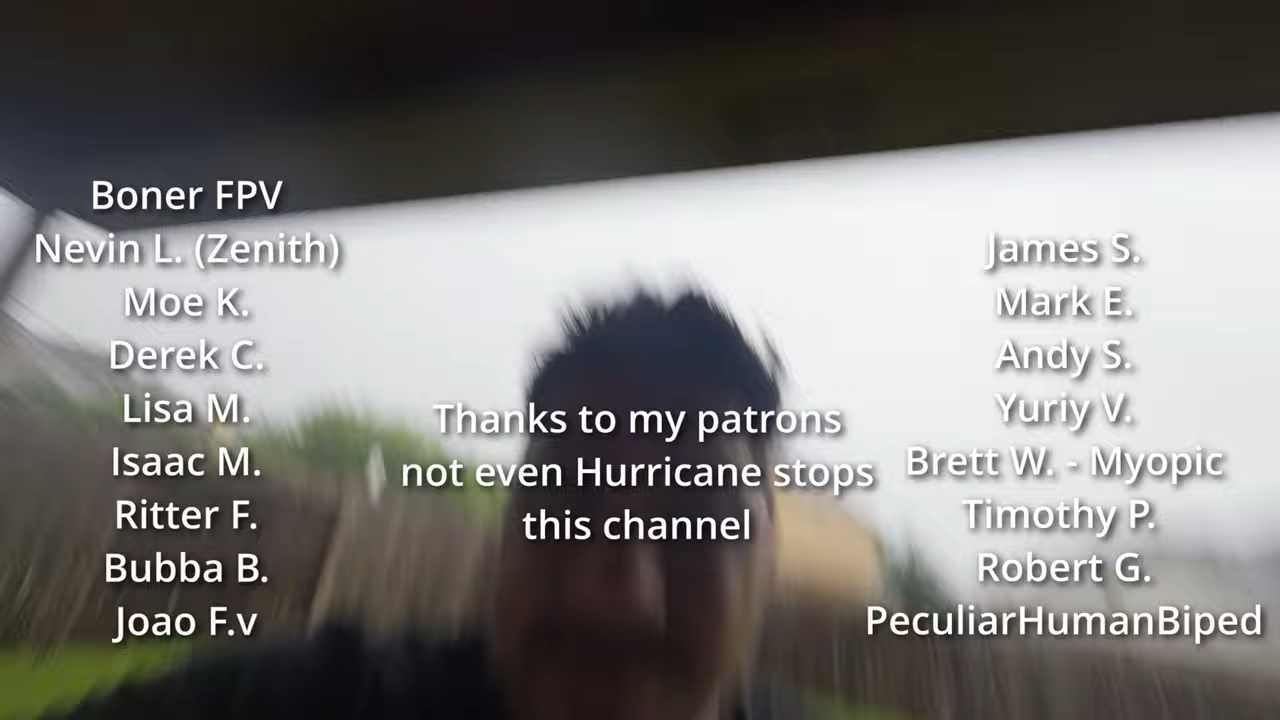 Boner FPV
Nevin L. (Zenith)
Moe K.
Derek C.
Lisa M.
Isaac M.
Ritter F.
Bubba B.
Joao F.v
Thanks to my patrons
not even Hurricane stops
this channel
James S.
Mark E.
Andy S.
Yuriy V.
Brett W. - Myopic
Timothy P.
Robert G.
PeculiarHumanBiped